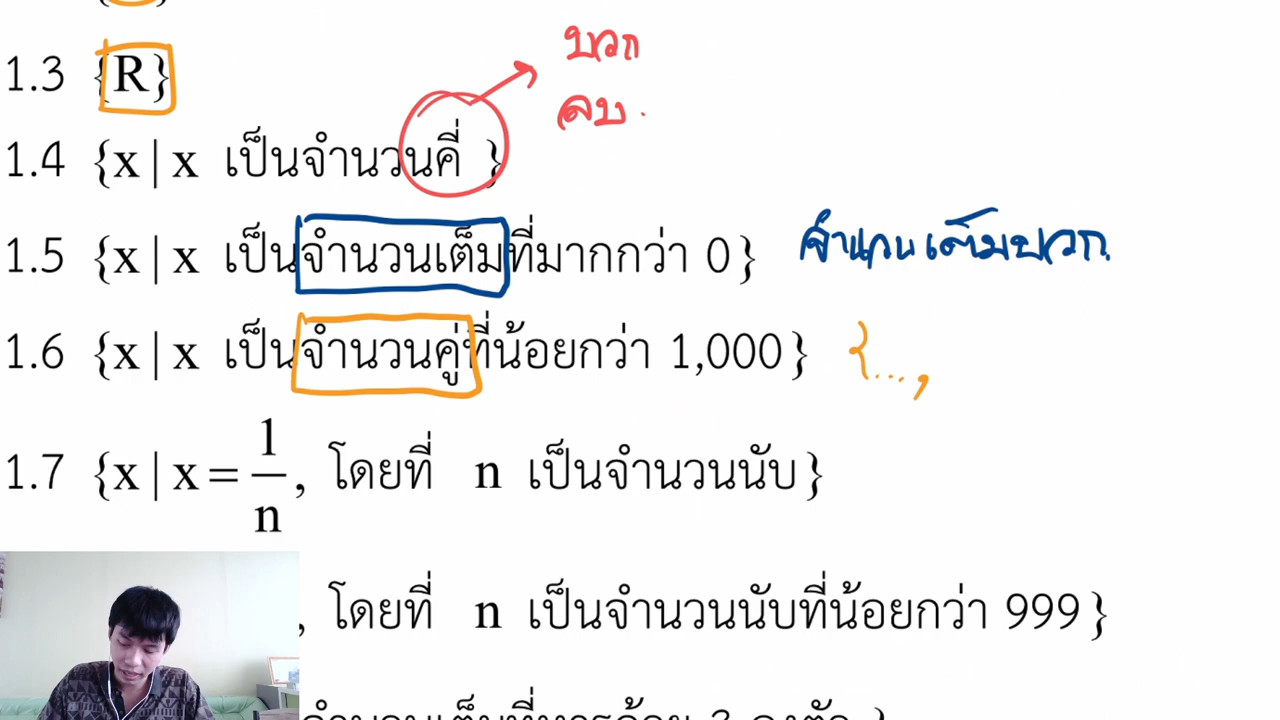 บวก
1.3 {R}
ลบ
1.4 {x | x เป็นจำนวนคี่ }
1.5 {x | x เป็นจำนวนเต็มที่มากกว่า 0}
จำนวนเต็มบวก
1.6 {x | x เป็นจำนวนคู่ที่น้อยกว่า 1,000}
{...,
1.7 {x | x = 1/n, โดยที่ n เป็นจำนวนนับ}
, โดยที่ n เป็นจำนวนนับที่น้อยกว่า 999}